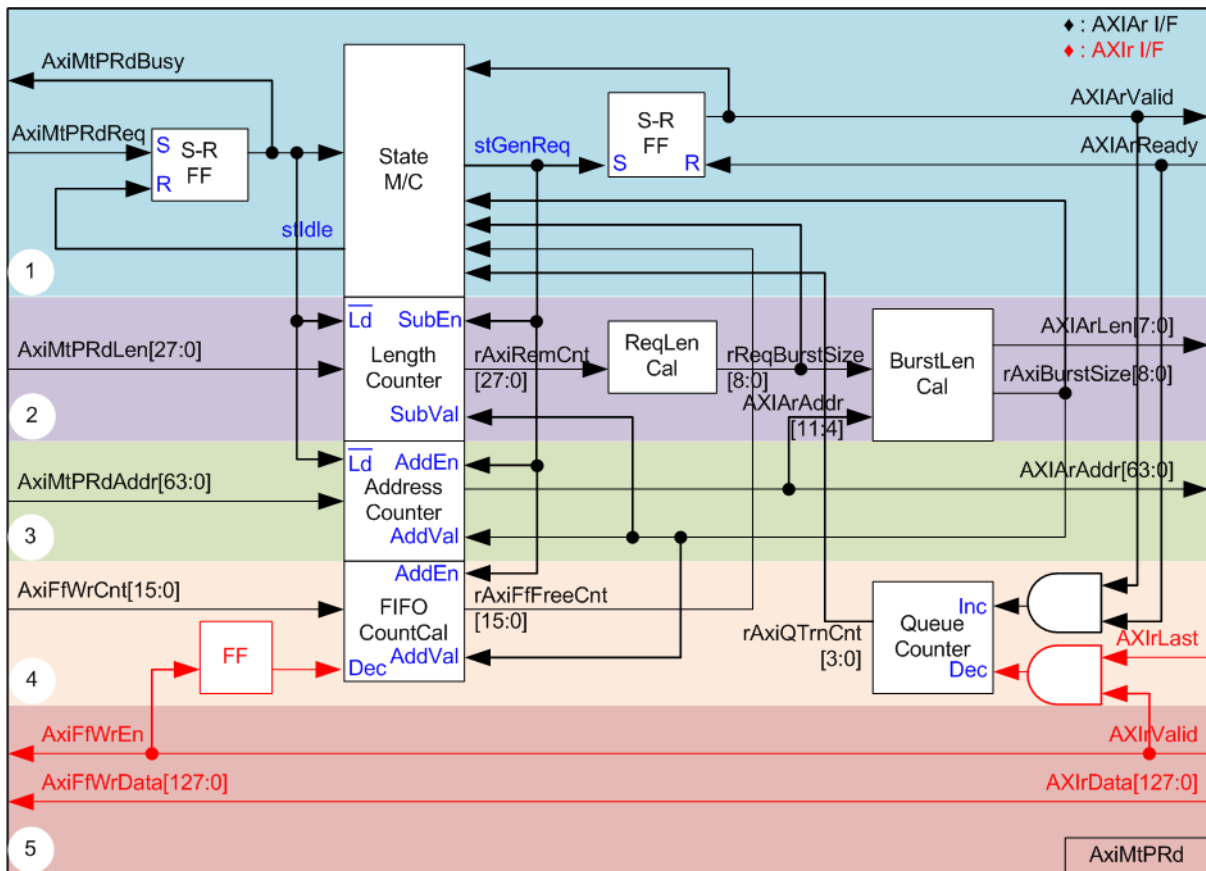 ♦ : AXIAr I/F
♦ : AXIr I/F
AxiMtPRdBusy
AXIArValid
AxiMtPRdReq
S
R
S-R
FF
State
M/C
stGenReq
S-R
FF
S
R
AXIArReady
stIdle
1
Ld
SubEn
AxiMtPRdLen[27:0]
Length
Counter
SubVal
rAxiRemCnt
[27:0]
ReqLen
Cal
rReqBurstSize
[8:0]
AXIArAddr
[11:4]
BurstLen
Cal
AXIArLen[7:0]
rAxiBurstSize[8:0]
2
Ld
AddEn
AxiMtPRdAddr[63:0]
Address
Counter
AddVal
AXIArAddr[63:0]
3
AddEn
AxiFfWrCnt[15:0]
FIFO
CountCal
AddVal
Dec
rAxiFfFreeCnt
[15:0]
FF
rAxiQTrnCnt
[3:0]
Inc
Queue
Counter
Dec
AXIrLast
4
AxiFfWrEn
AXIrValid
AxiFfWrData[127:0]
AXIrData[127:0]
5
AxiMtPRd